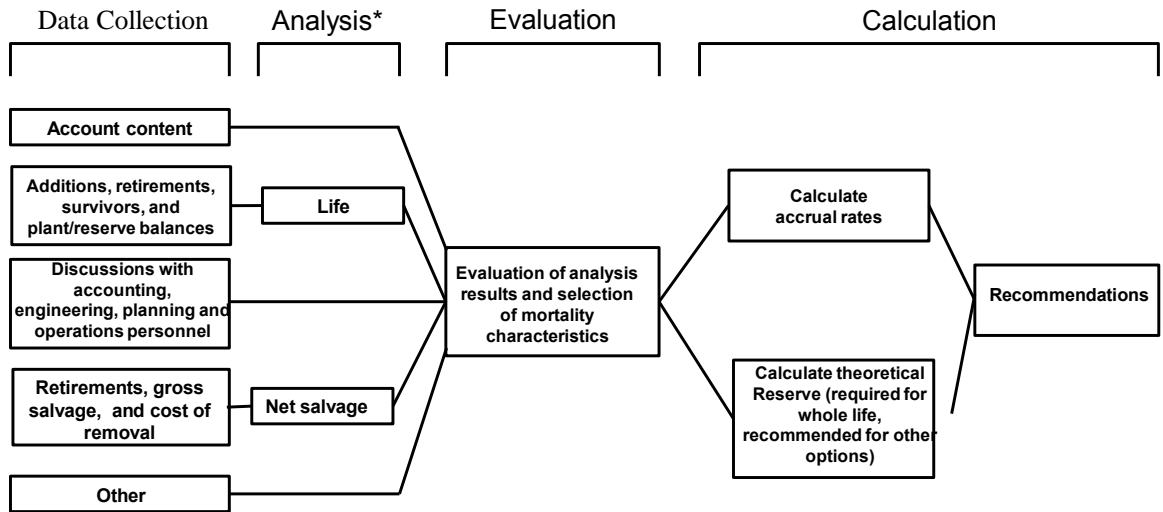 Data Collection
Analysis*
Evaluation
Calculation
Account content
Additions, retirements,
survivors, and
plant/reserve balances
Life
Discussions with
accounting,
engineering, planning and
operations personnel
Retirements, gross
salvage, and cost of
removal
Net salvage
Other
Evaluation of analysis
results and selection
of mortality
characteristics
Calculate
accrual rates
Calculate theoretical
Reserve (required for
whole life,
recommended for other
options)
Recommendations